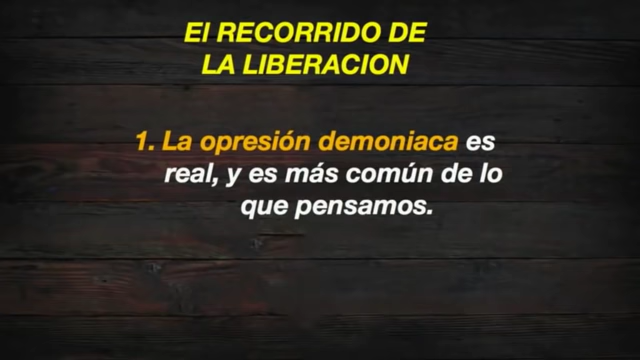 El RECORRIDO DE
LA LIBERACION
1. La opresión demoniaca es
real, y es más común de lo
que pensamos.